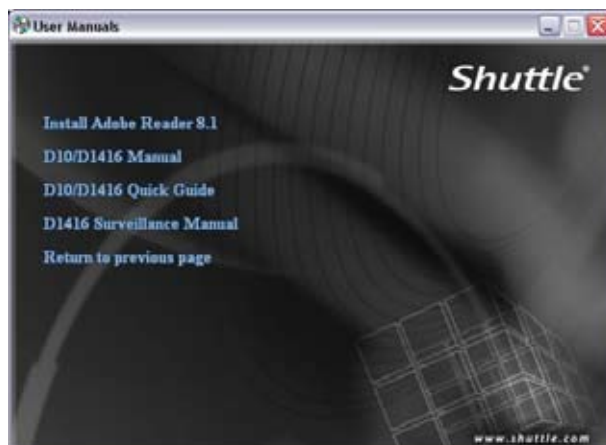 User Manuals
Shuttle®
Install Adobe Reader 8.1
D10/D1416 Manual
D10/D1416 Quick Guide
D1416 Surveillance Manual
Return to previous page
www.shuttle.com